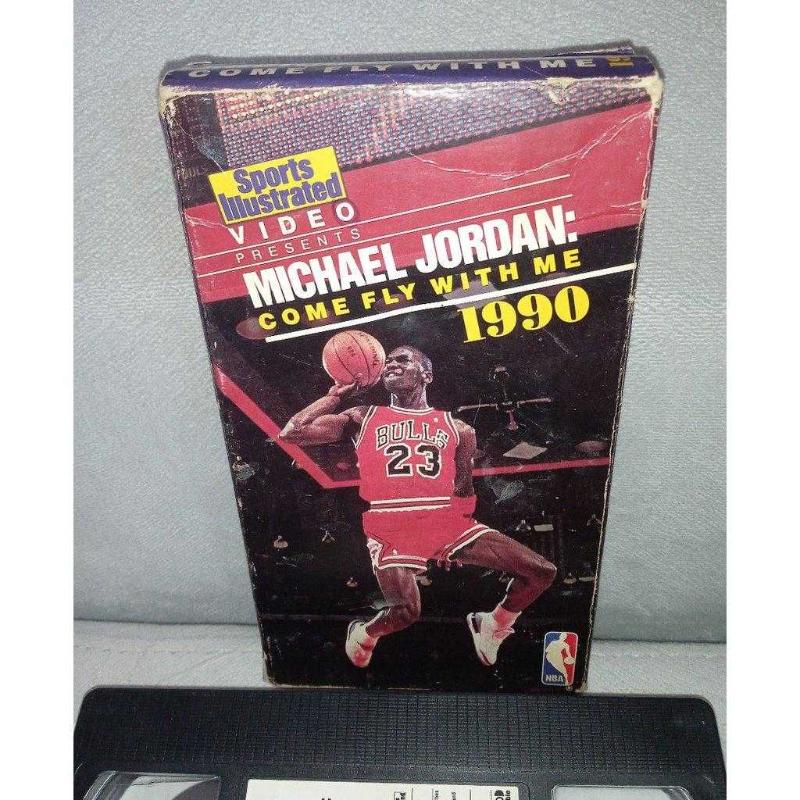 COME FLY WITH ME
Sports
Illustrated
VIDEO
PRESENTS
MICHAEL JORDAN:
COME FLY WITH ME
1990
BULLS
23
NBA